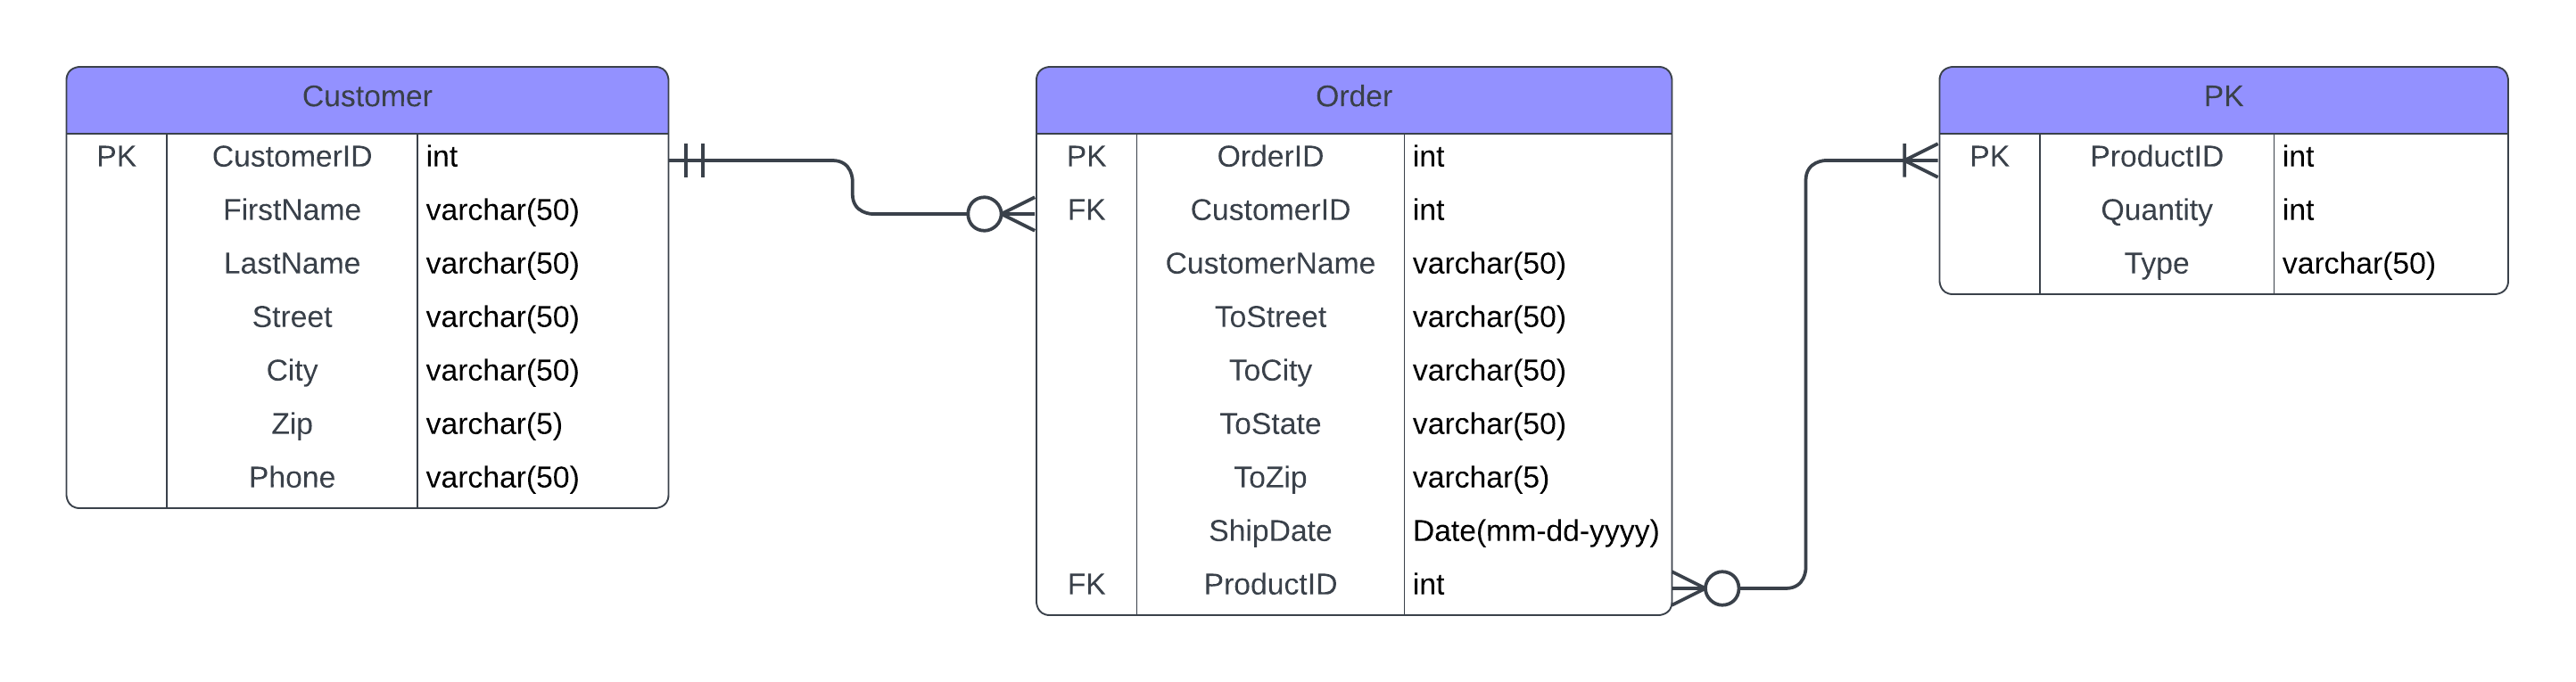 Customer
PK CustomerID int
FirstName varchar(50)
LastName varchar(50)
Street varchar(50)
City varchar(50)
Zip varchar(5)
Phone varchar(50)
Order
PK OrderID int
FK CustomerID int
CustomerName varchar(50)
ToStreet varchar(50)
ToCity varchar(50)
ToState varchar(50)
ToZip varchar(5)
ShipDate Date(mm-dd-yyyy)
FK ProductID int
PK
PK ProductID int
Quantity int
Type varchar(50)